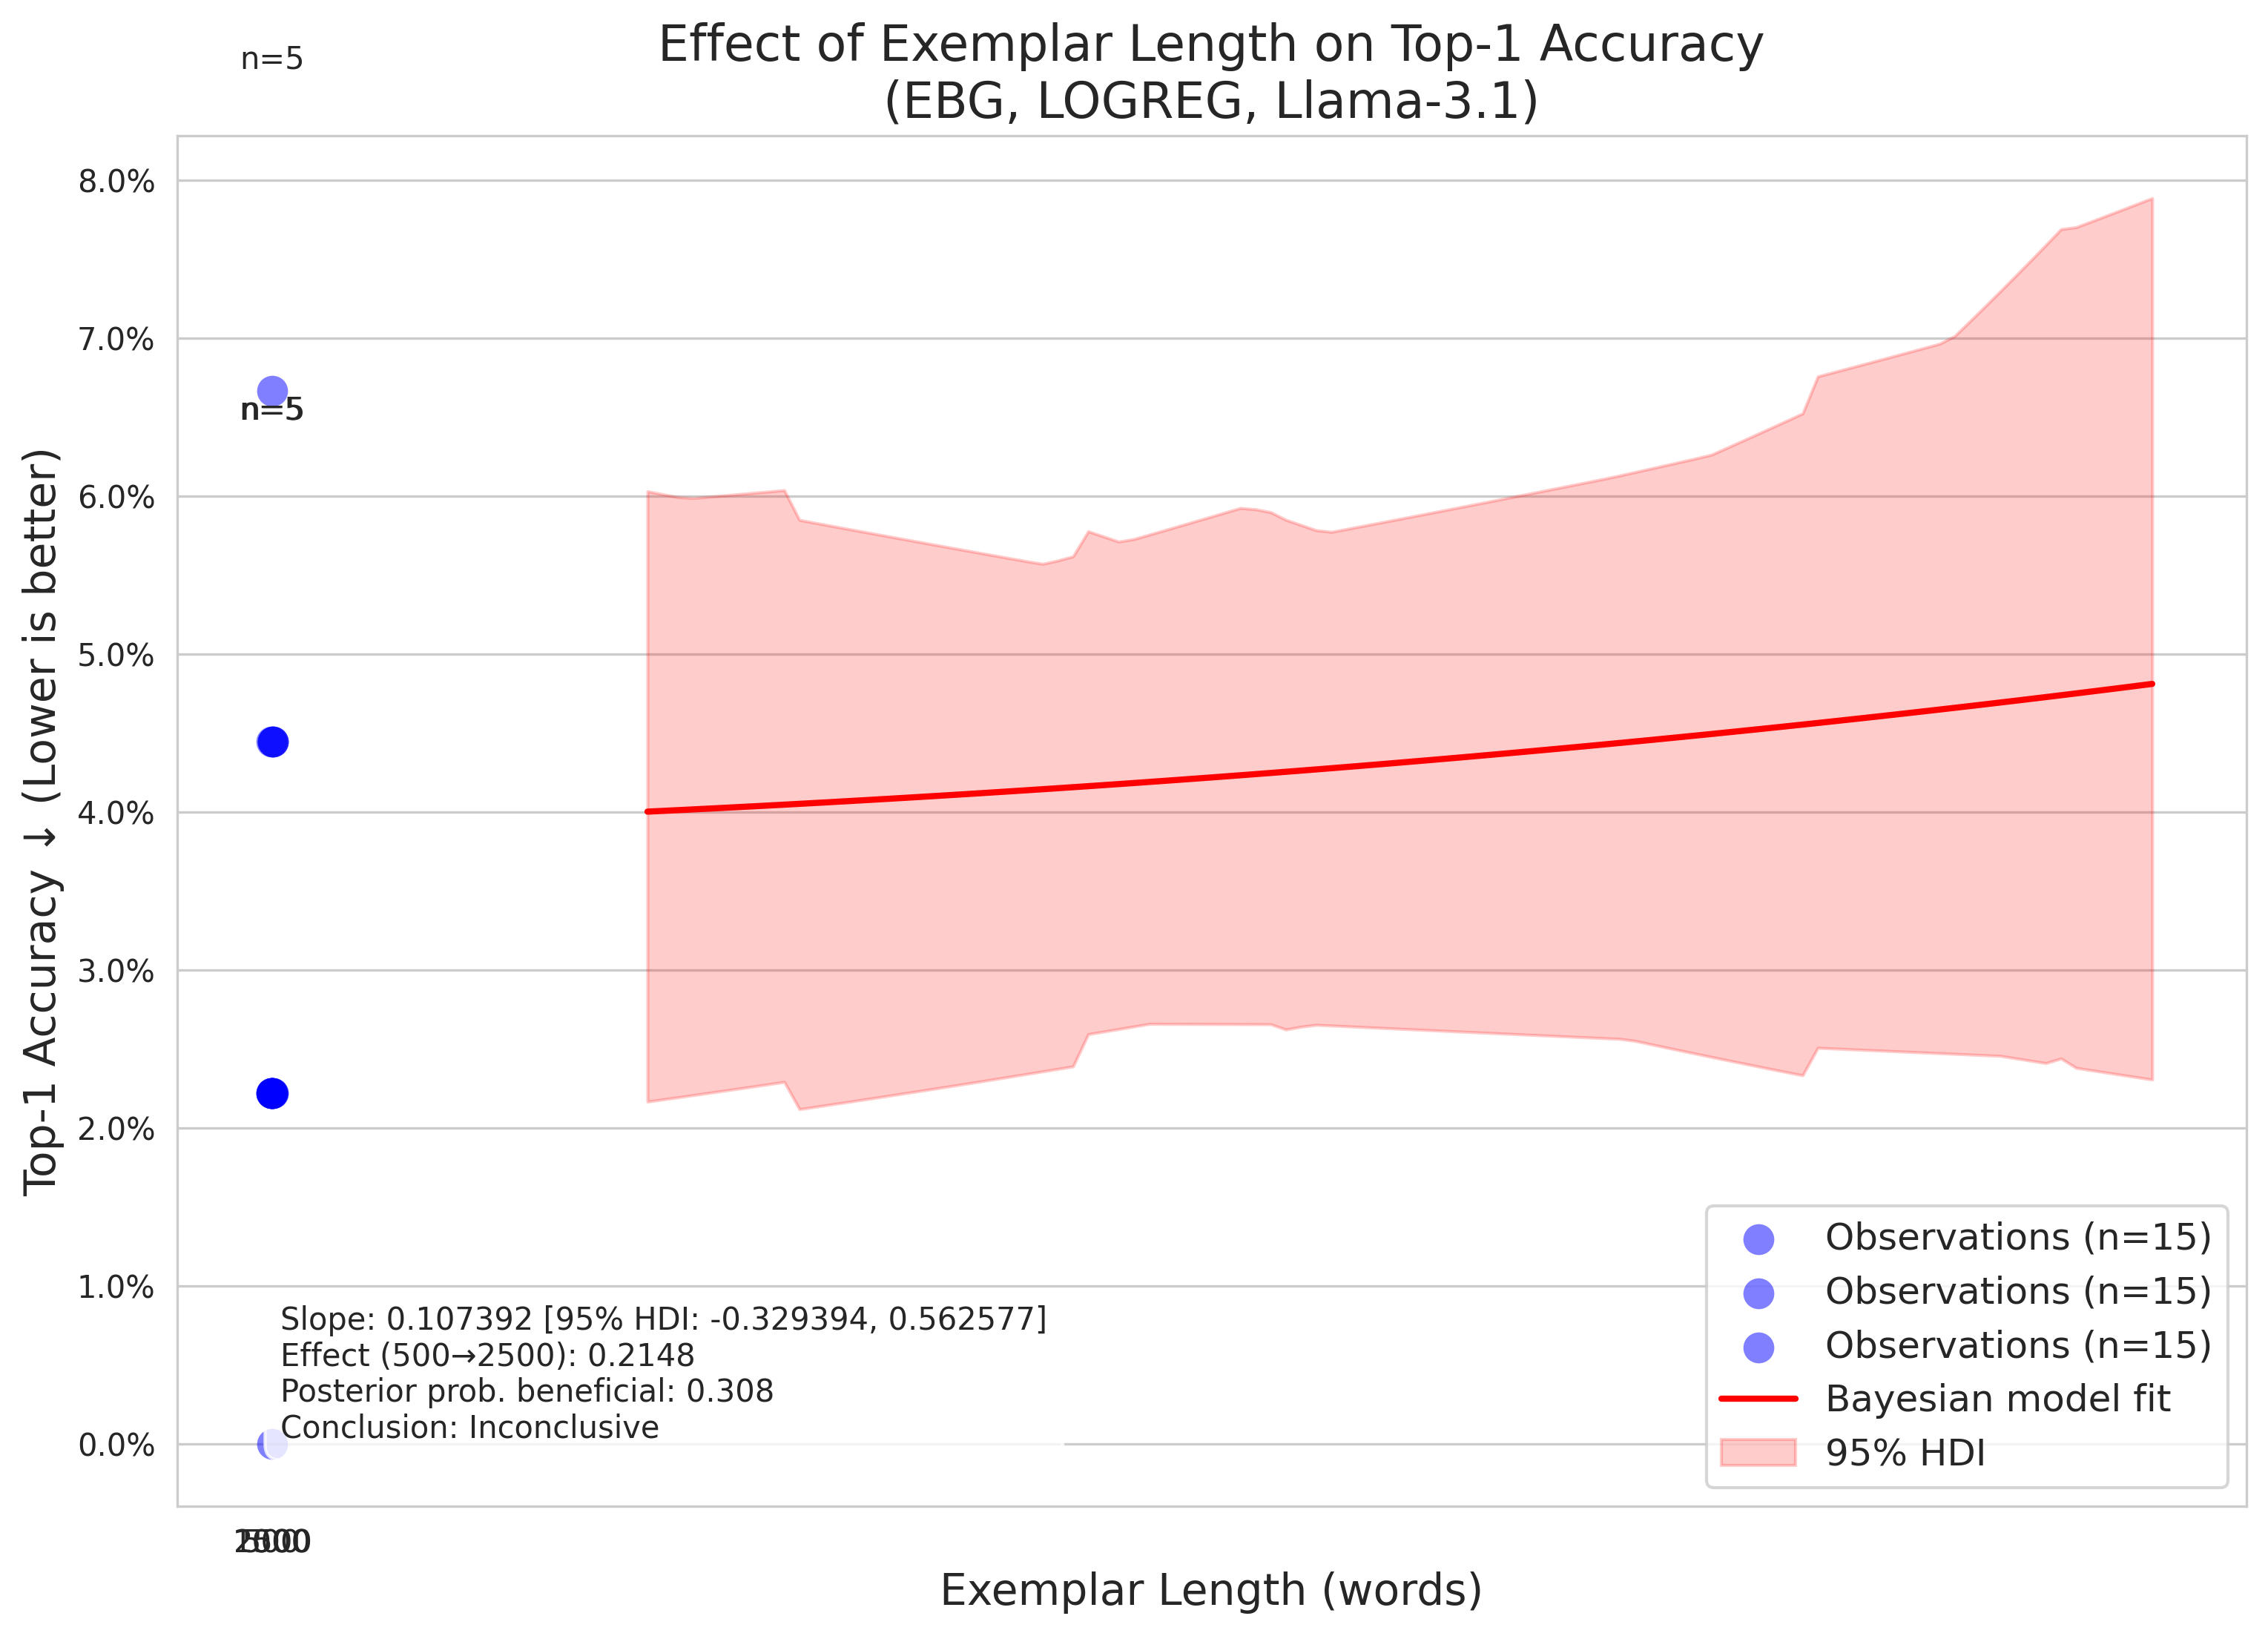 n=5
Effect of Exemplar Length on Top-1 Accuracy
(EBG, LOGREG, Llama-3.1)
Top-1 Accuracy ↓ (Lower is better)
8.0%
7.0%
6.0%
5.0%
4.0%
3.0%
2.0%
1.0%
0.0%
n=5
Slope: 0.107392 [95% HDI: -0.329394, 0.562577]
Effect (500→2500): 0.2148
Posterior prob. beneficial: 0.308
Conclusion: Inconclusive
Observations (n=15)
Observations (n=15)
Observations (n=15)
Bayesian model fit
95% HDI
Exemplar Length (words)